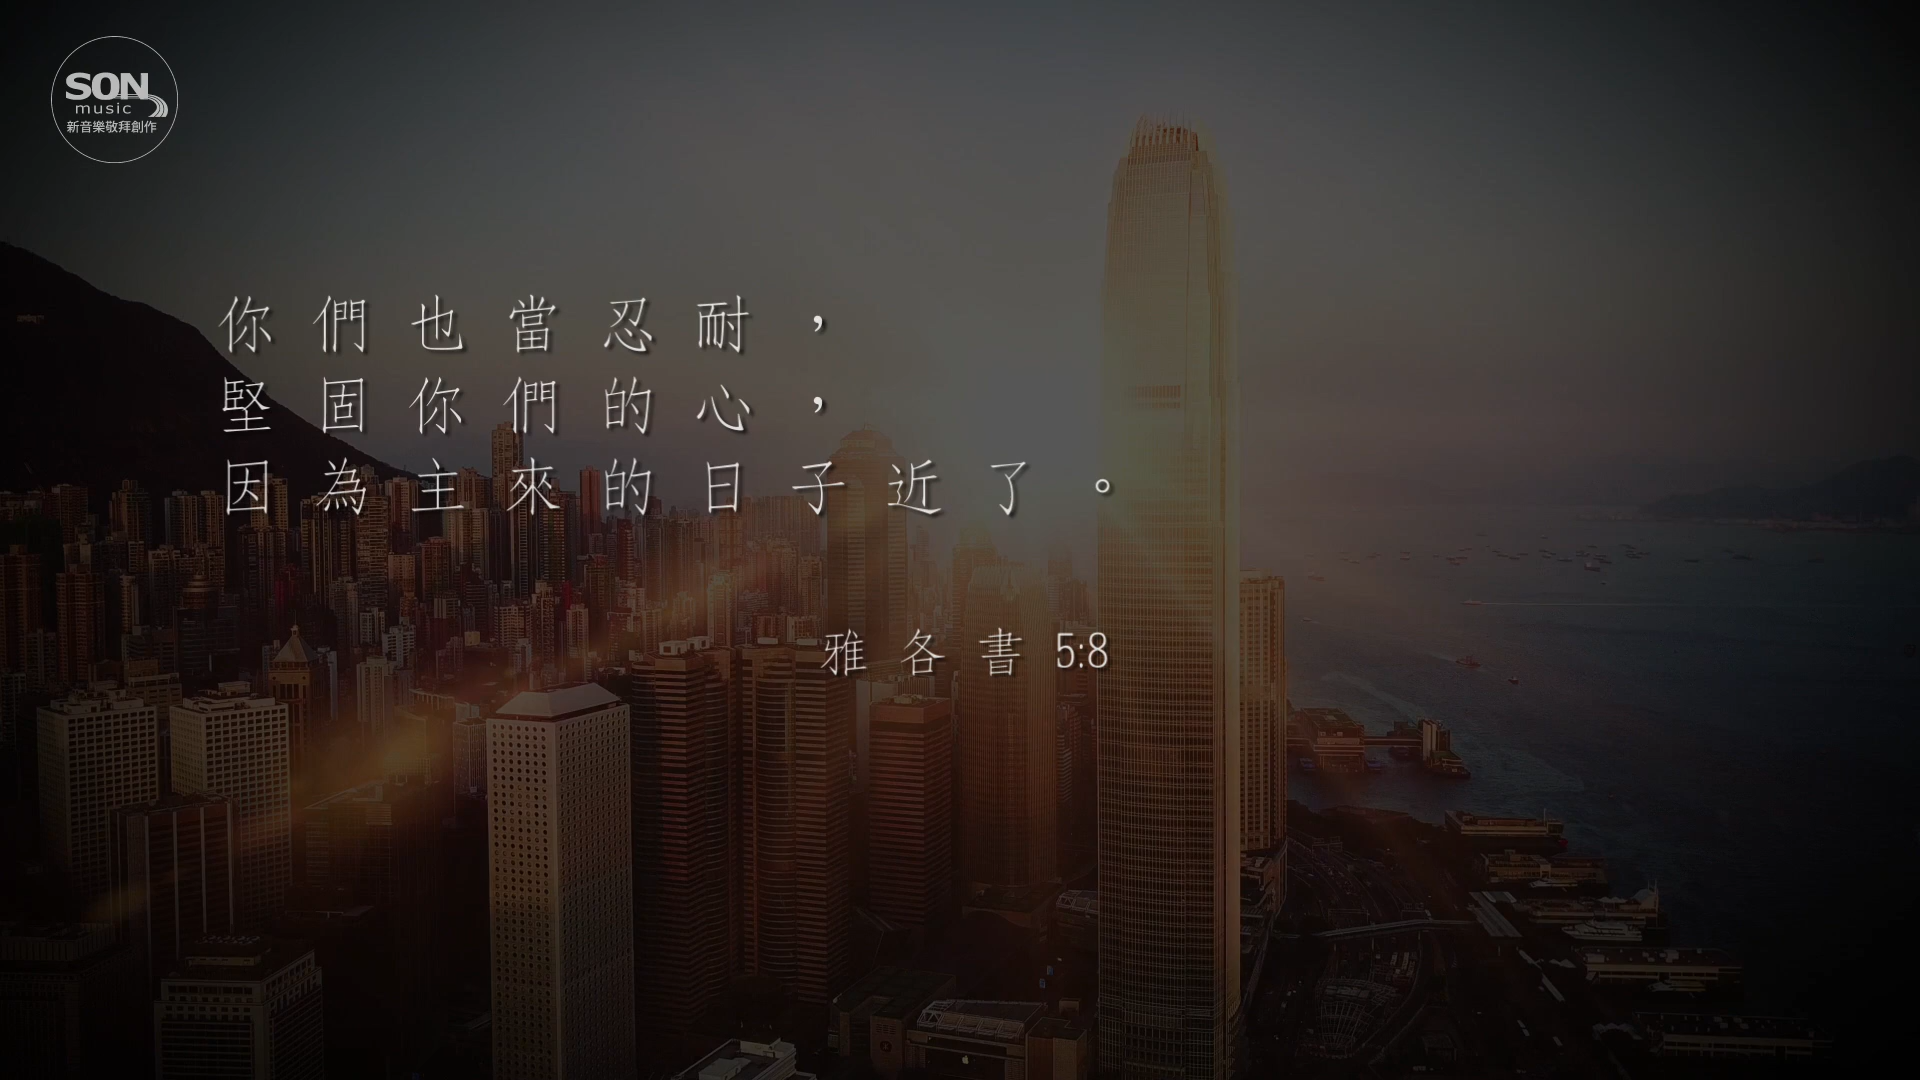 SON
music
新音樂敬拜創作
你們也當忍耐，
堅固你們的心，
因為主來的日子近了。
雅各書 5:8